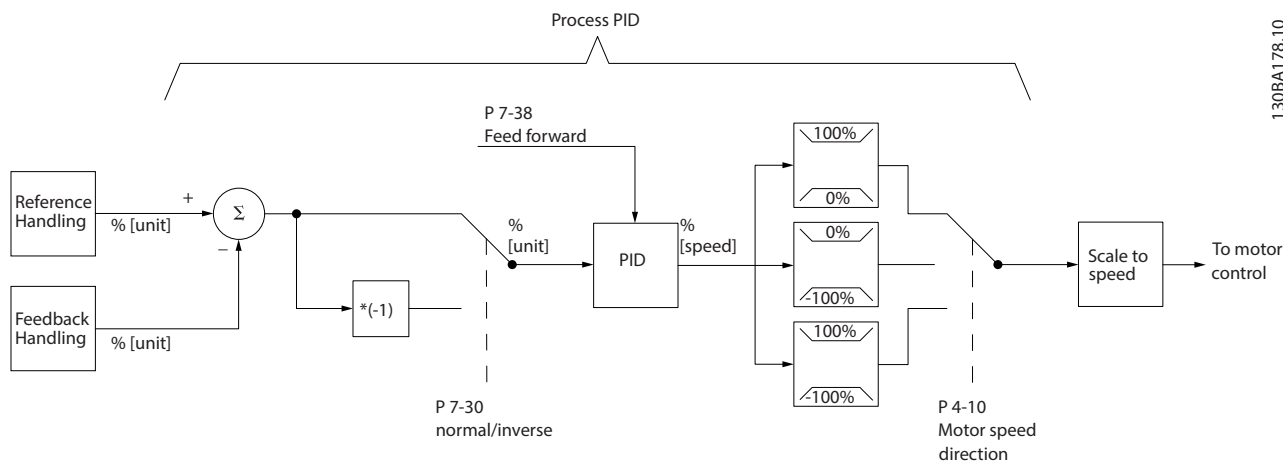 Process PID
130BA178.10
P 7-38
Feed forward
100%
0%
Reference
Handling
+
% [unit]
Σ
−
%
[unit]
PID
%
[speed]
0%
-100%
Scale to
speed
To motor
control
Feedback
Handling
% [unit]
*(-1)
100%
-100%
P 7-30
normal/inverse
P 4-10
Motor speed
direction